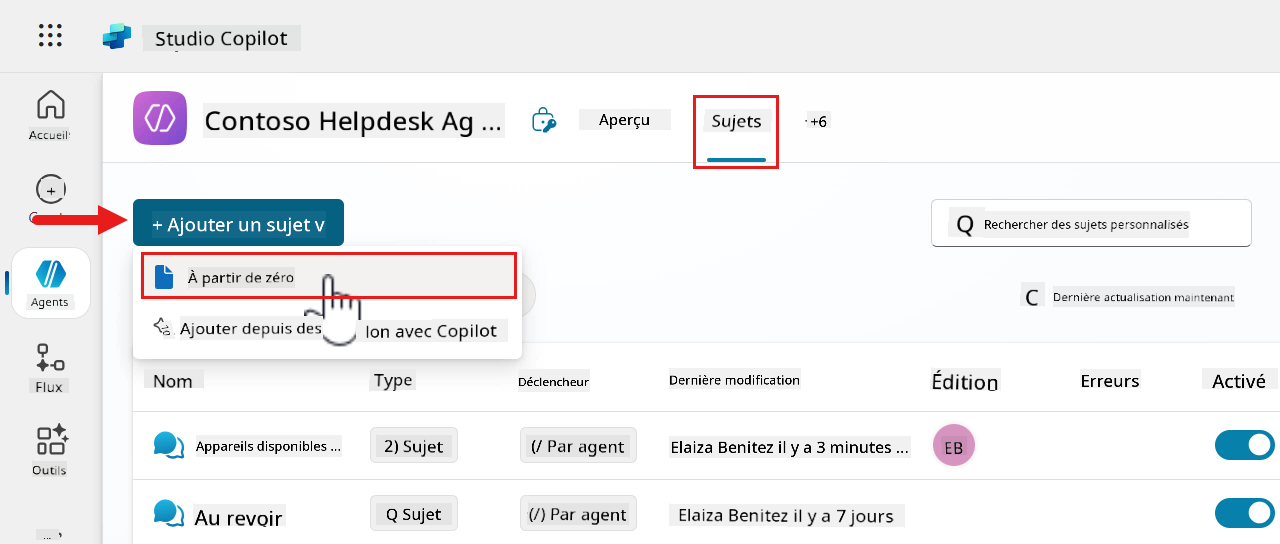 Studio Copilot
Accueil
Contoso Helpdesk Ag ...
Aperçu
Sujets
+6
+ Ajouter un sujet v
Q Rechercher des sujets personnalisés
Agents
À partir de zéro
C Dernière actualisation maintenant
Ajouter depuis des
lon avec Copilot
Flux
Nom
Type
Déclencheur
Dernière modification
Édition
Erreurs
Activé
Outils
Appareils disponibles ...
2) Sujet
(/ Par agent
Elaiza Benitez il y a 3 minutes ...
EB
Au revoir
Q Sujet
(/) Par agent
Elaiza Benitez il y a 7 jours
...